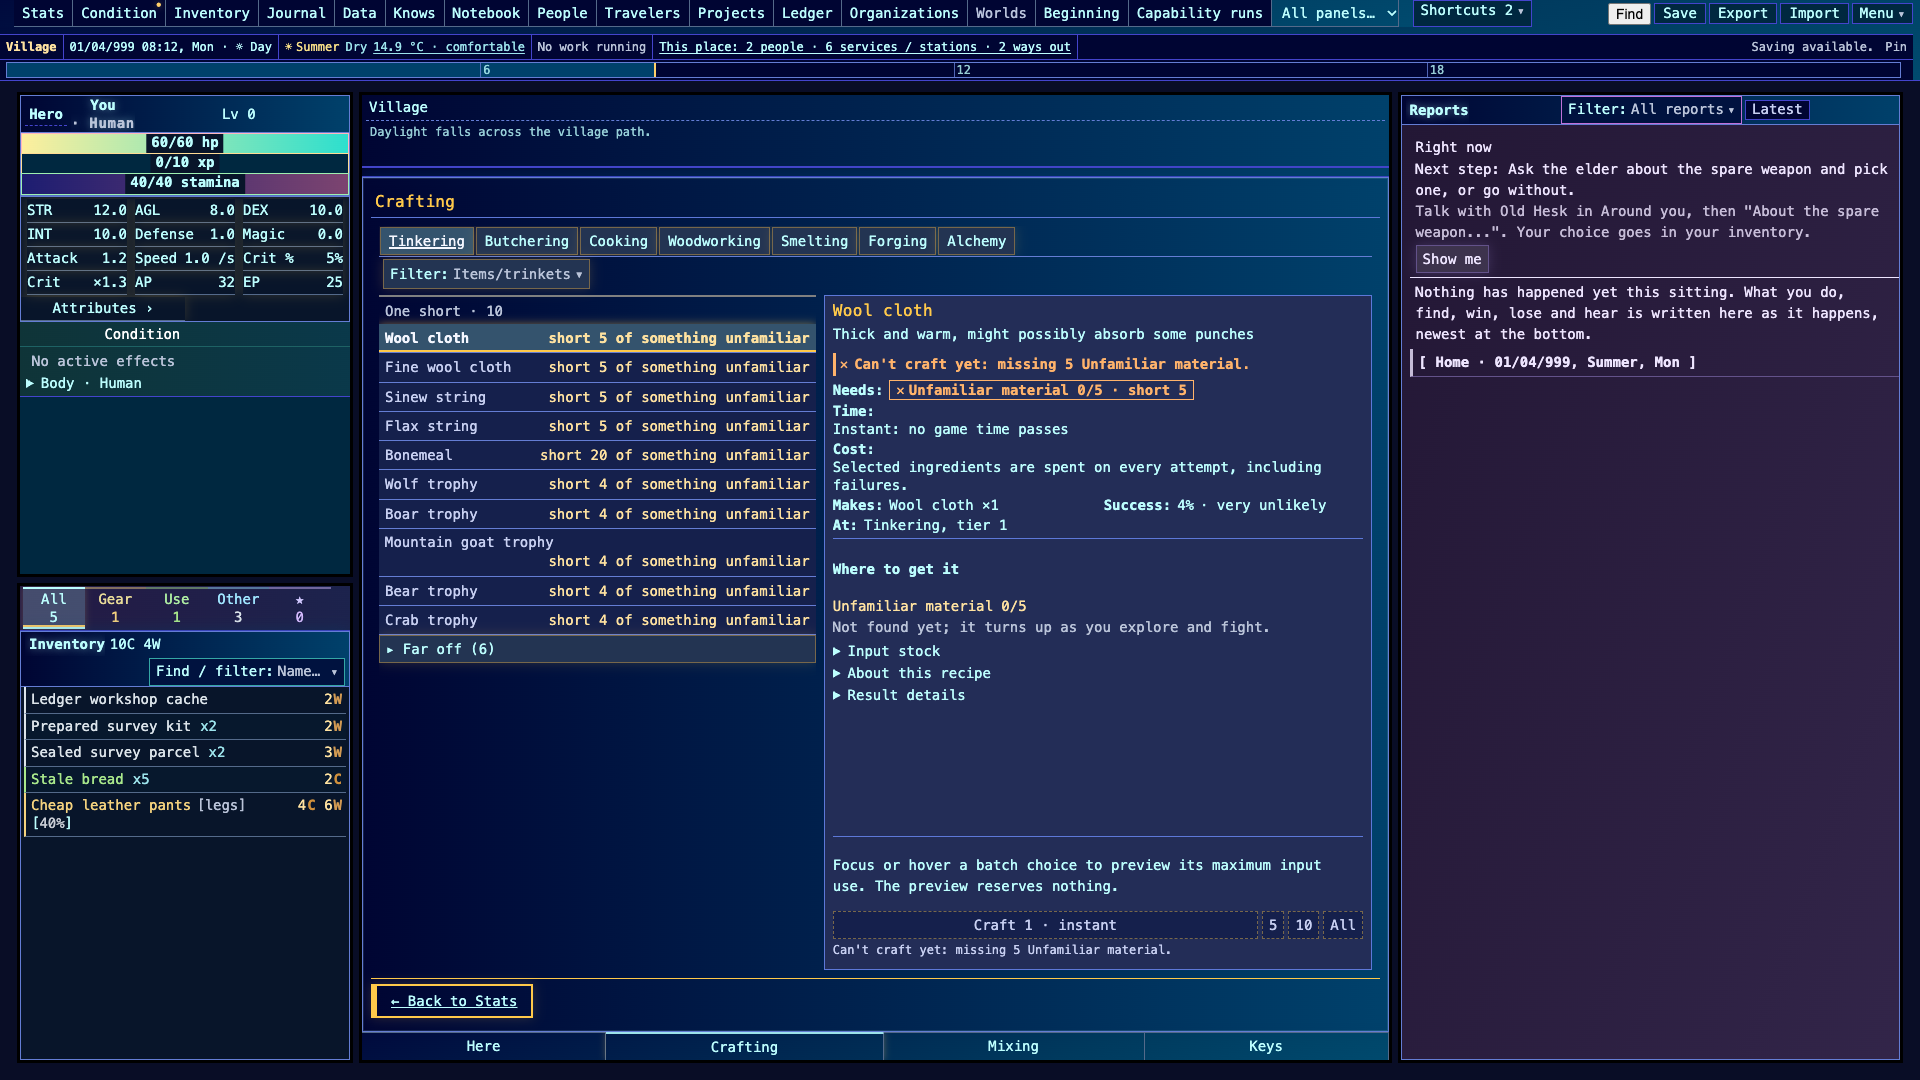 Stats Condition Inventory Journal Data Knows Notebook People Travelers Projects Ledger Organizations Worlds Beginning Capability runs All panels… Shortcuts 2 Find Save Export Import Menu
Village 01/04/999 08:12, Mon · ☀ Day ☀ Summer Dry 14.9 °C · comfortable No work running This place: 2 people · 6 services / stations · 2 ways out Saving available. Pin
6 12 18
Hero · You Human Lv 0
60/60 hp
0/10 xp
40/40 stamina
STR 12.0 AGL 8.0 DEX 10.0
INT 10.0 Defense 1.0 Magic 0.0
Attack 1.2 Speed 1.0 /s Crit % 5%
Crit ×1.3 AP 32 EP 25
Attributes ›
Condition
No active effects
▶ Body · Human
All Gear Use Other ★
5 1 1 3 0
Inventory 10C 4W
Find / filter: Name… ▾
Ledger workshop cache 2W
Prepared survey kit x2 2W
Sealed survey parcel x2 3W
Stale bread x5 2C
Cheap leather pants [legs] 4C 6W
[40%]
Village
Daylight falls across the village path.
Crafting
Tinkering Butchering Cooking Woodworking Smelting Forging Alchemy
Filter: Items/trinkets ▾
One short · 10
Wool cloth short 5 of something unfamiliar
Fine wool cloth short 5 of something unfamiliar
Sinew string short 5 of something unfamiliar
Flax string short 5 of something unfamiliar
Bonemeal short 20 of something unfamiliar
Wolf trophy short 4 of something unfamiliar
Boar trophy short 4 of something unfamiliar
Mountain goat trophy
short 4 of something unfamiliar
Bear trophy short 4 of something unfamiliar
Crab trophy short 4 of something unfamiliar
▸ Far off (6)
Wool cloth
Thick and warm, might possibly absorb some punches
× Can't craft yet: missing 5 Unfamiliar material.
Needs: × Unfamiliar material 0/5 · short 5
Time:
Instant: no game time passes
Cost:
Selected ingredients are spent on every attempt, including
failures.
Makes: Wool cloth ×1 Success: 4% · very unlikely
At: Tinkering, tier 1
Where to get it
Unfamiliar material 0/5
Not found yet; it turns up as you explore and fight.
▶ Input stock
▶ About this recipe
▶ Result details
Focus or hover a batch choice to preview its maximum input
use. The preview reserves nothing.
Craft 1 · instant 5 10 All
Can't craft yet: missing 5 Unfamiliar material.
← Back to Stats
Here Crafting Mixing Keys
Reports Filter: All reports ▾ Latest
Right now
Next step: Ask the elder about the spare weapon and pick
one, or go without.
Talk with Old Hesk in Around you, then "About the spare
weapon...". Your choice goes in your inventory.
Show me
Nothing has happened yet this sitting. What you do,
find, win, lose and hear is written here as it happens,
newest at the bottom.
[ Home · 01/04/999, Summer, Mon ]